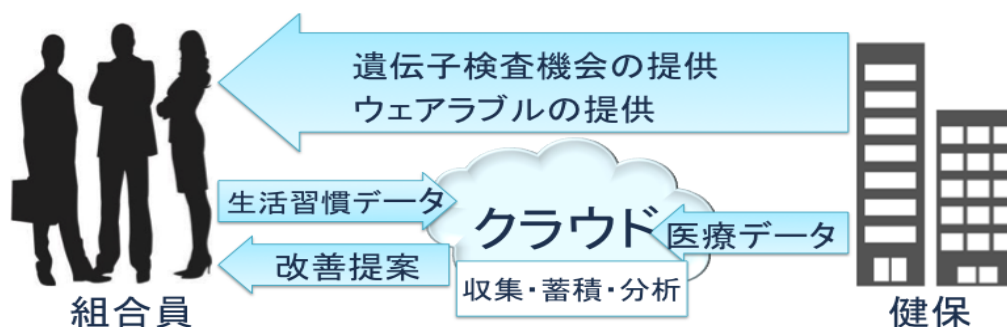 遺伝子検査機会の提供
ウェアラブルの提供
生活習慣データ
クラウド
医療データ
改善提案
収集・蓄積・分析
組合員
健保